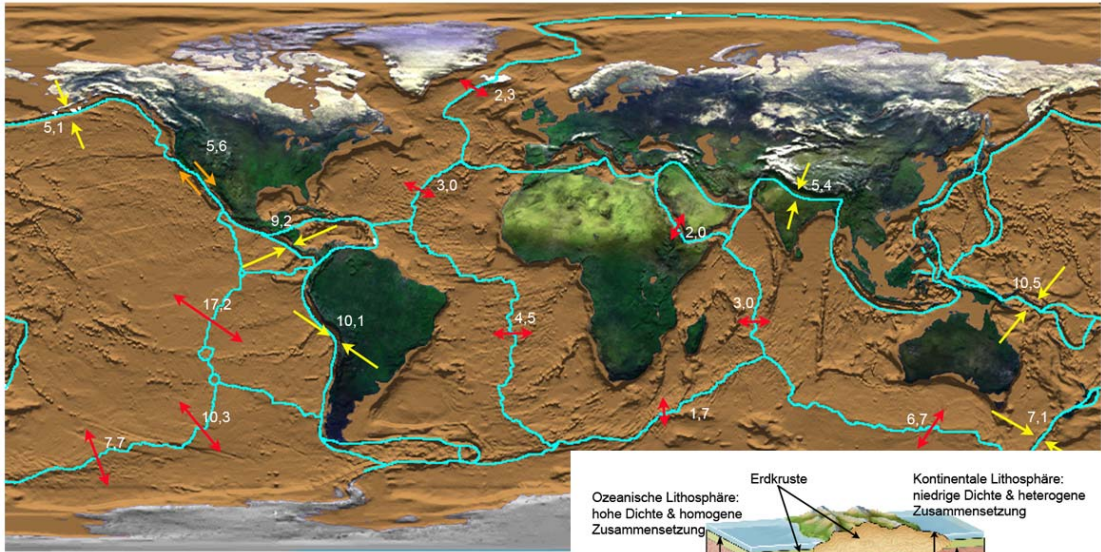 2,3
5,1
5,6
3,0
5,4
9,2
2,0
10,5
17,2
3,0
4,5
10,1
10,3
1,7
6,7
7,1
7,7
Erdkruste
Ozeanische Lithosphäre:
hohe Dichte & homogene
Zusammensetzung
Kontinentale Lithosphäre:
niedrige Dichte & heterogene
Zusammensetzung